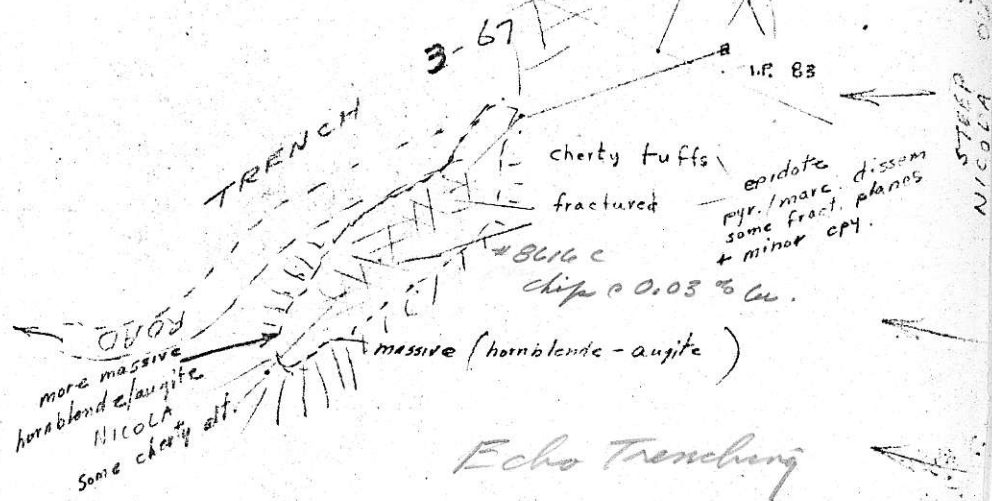 3-67
I.P. 83
TRENCH
STEEP
NICOLA
cherty tuffs
fractured
epidote
pyr./marc. dissem
some fract. planes
+ minor cpy.
#8616 C
chip @ 0.03 % Cu.
ROAD
massive (hornblende-augite)
more massive
hornblende/augite
NICOLA
some cherty alt.
Echo Trenching